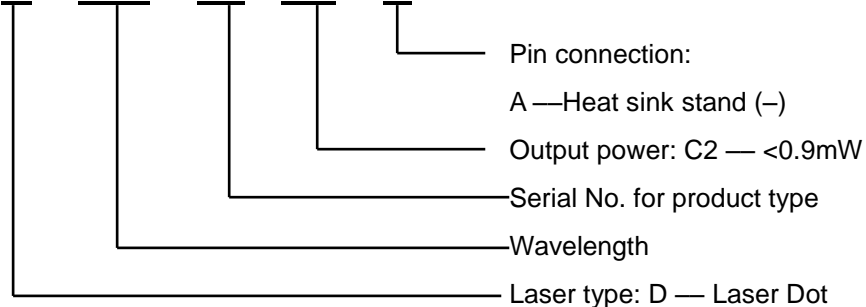 Pin connection:
A —Heat sink stand (–)
Output power: C2 — <0.9mW
Serial No. for product type
Wavelength
Laser type: D — Laser Dot